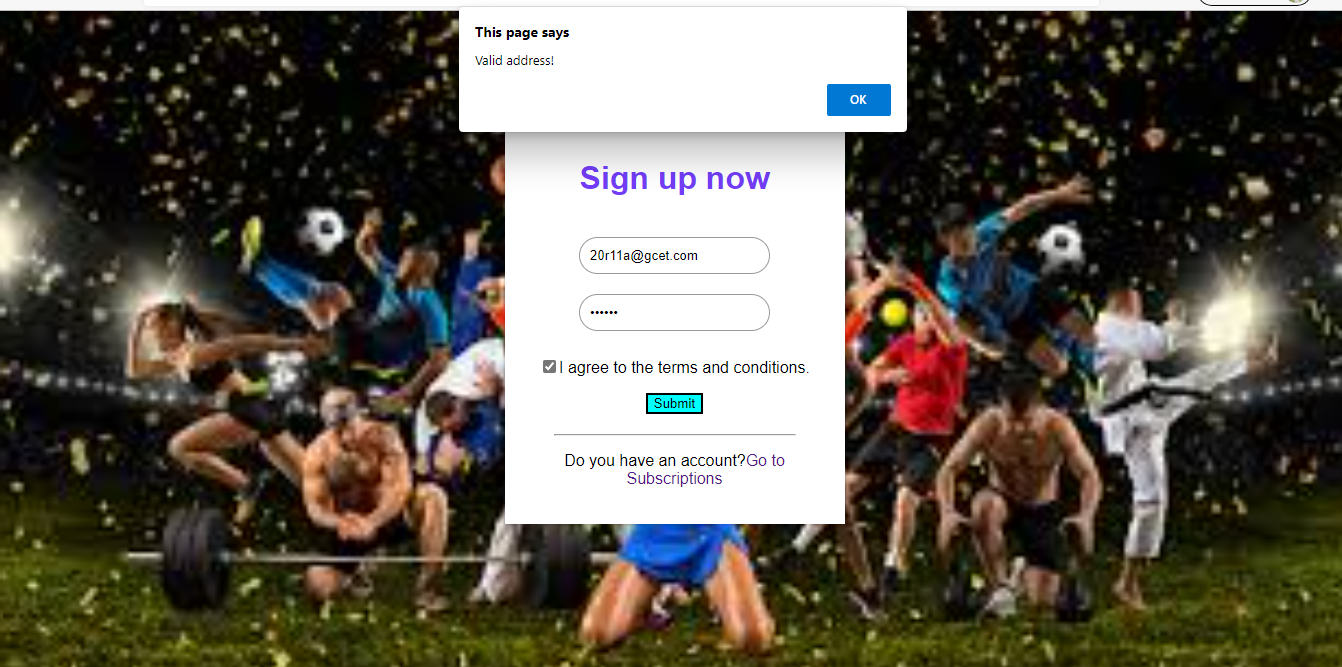 This page says
Valid address!
OK
Sign up now
20r11a@gcet.com
••••••
I agree to the terms and conditions.
Submit
Do you have an account?Go to
Subscriptions